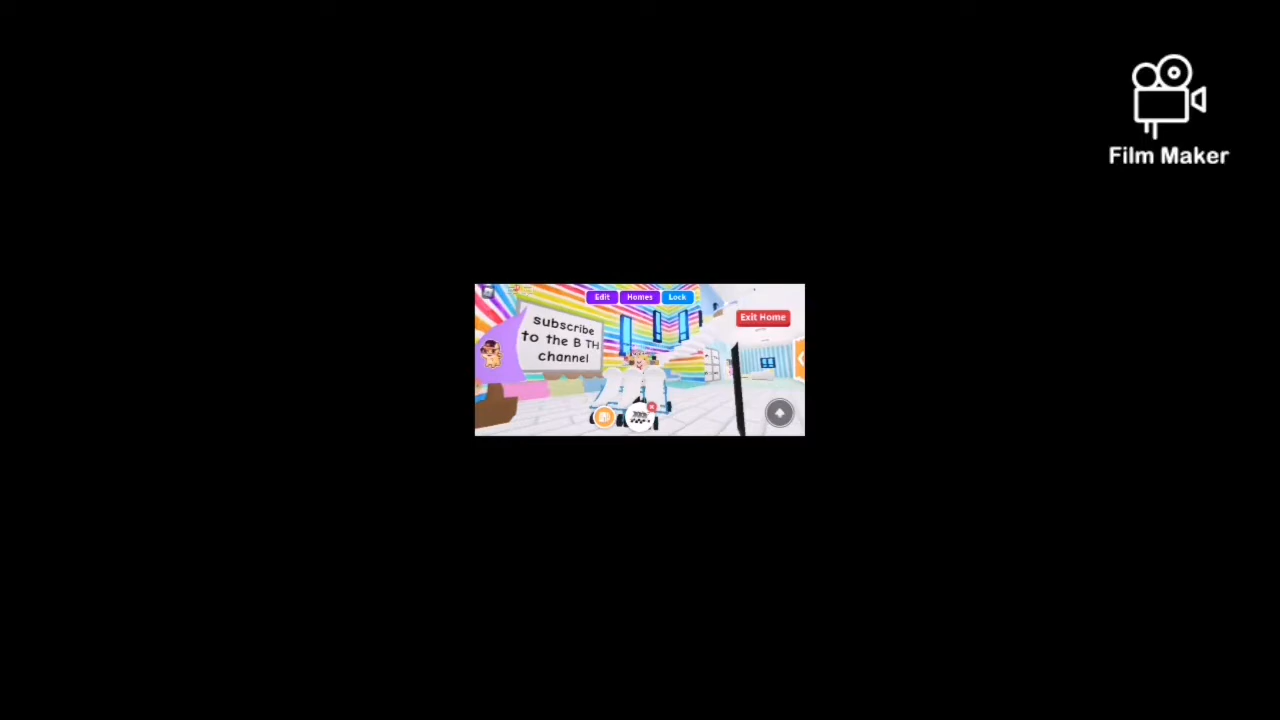 Film Maker
Edit
Homes
Lock
Exit Home
subscribe
to the B TH
channel